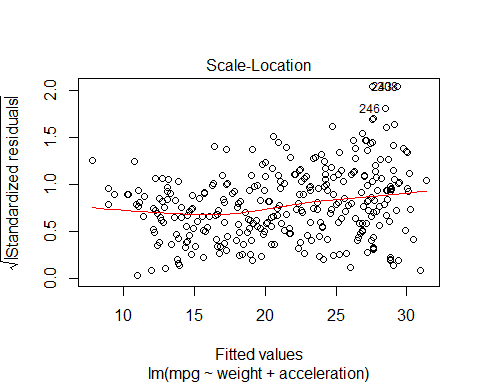 Scale-Location
√|Standardized residuals|
2.0
1.5
1.0
0.5
0.0
246
10
15
20
25
30
Fitted values
lm(mpg ~ weight + acceleration)